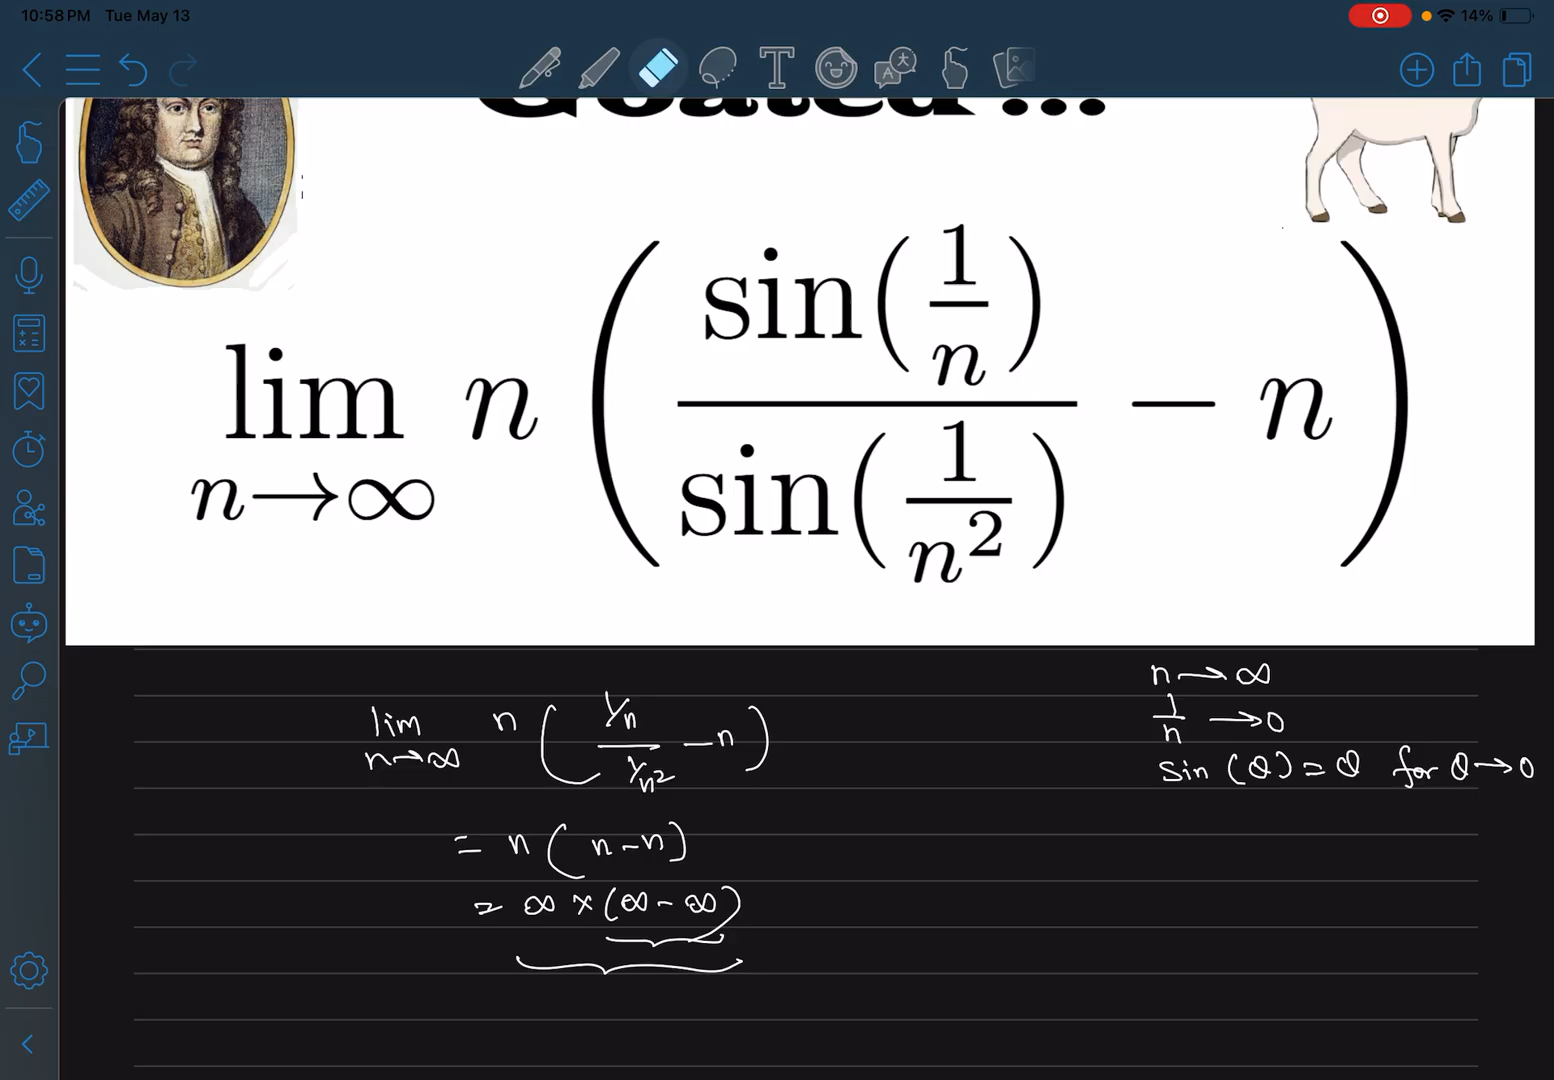 10:58 PM Tue May 13
14%
Goated !!!
lim n→∞ n ( sin(1/n) / sin(1/n²) − n )
n → ∞
1/n → 0
sin (θ) = θ for θ → 0
lim n→∞ n ( 1/n / 1/n² − n )
= n ( n − n )
= ∞ × (∞ − ∞)